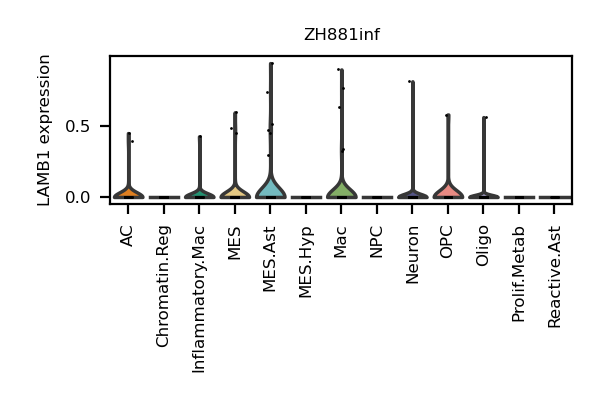 ZH881inf
LAMB1 expression
0.5
0.0
AC
Chromatin.Reg
Inflammatory.Mac
MES
MES.Ast
MES.Hyp
Mac
NPC
Neuron
OPC
Oligo
Prolif.Metab
Reactive.Ast